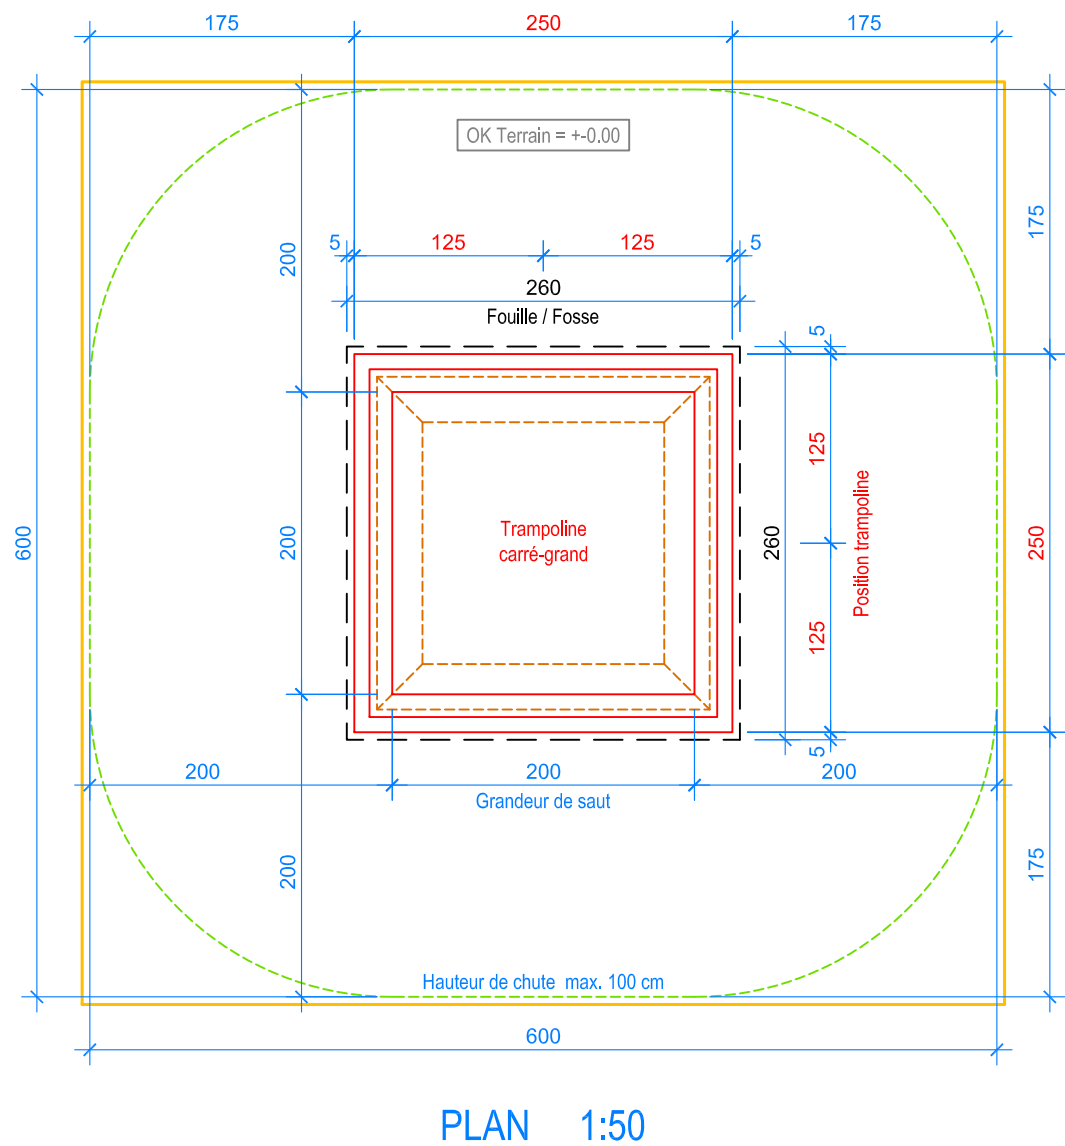 175 250 175
OK Terrain = +-0.00
5 125 125 5
260
Fouille / Fosse
200
175
5
125
Trampoline
carré-grand
600
200
260
Position trampoline
250
125
5
200 200 200
Grandeur de saut
200
175
Hauteur de chute max. 100 cm
600
PLAN 1:50